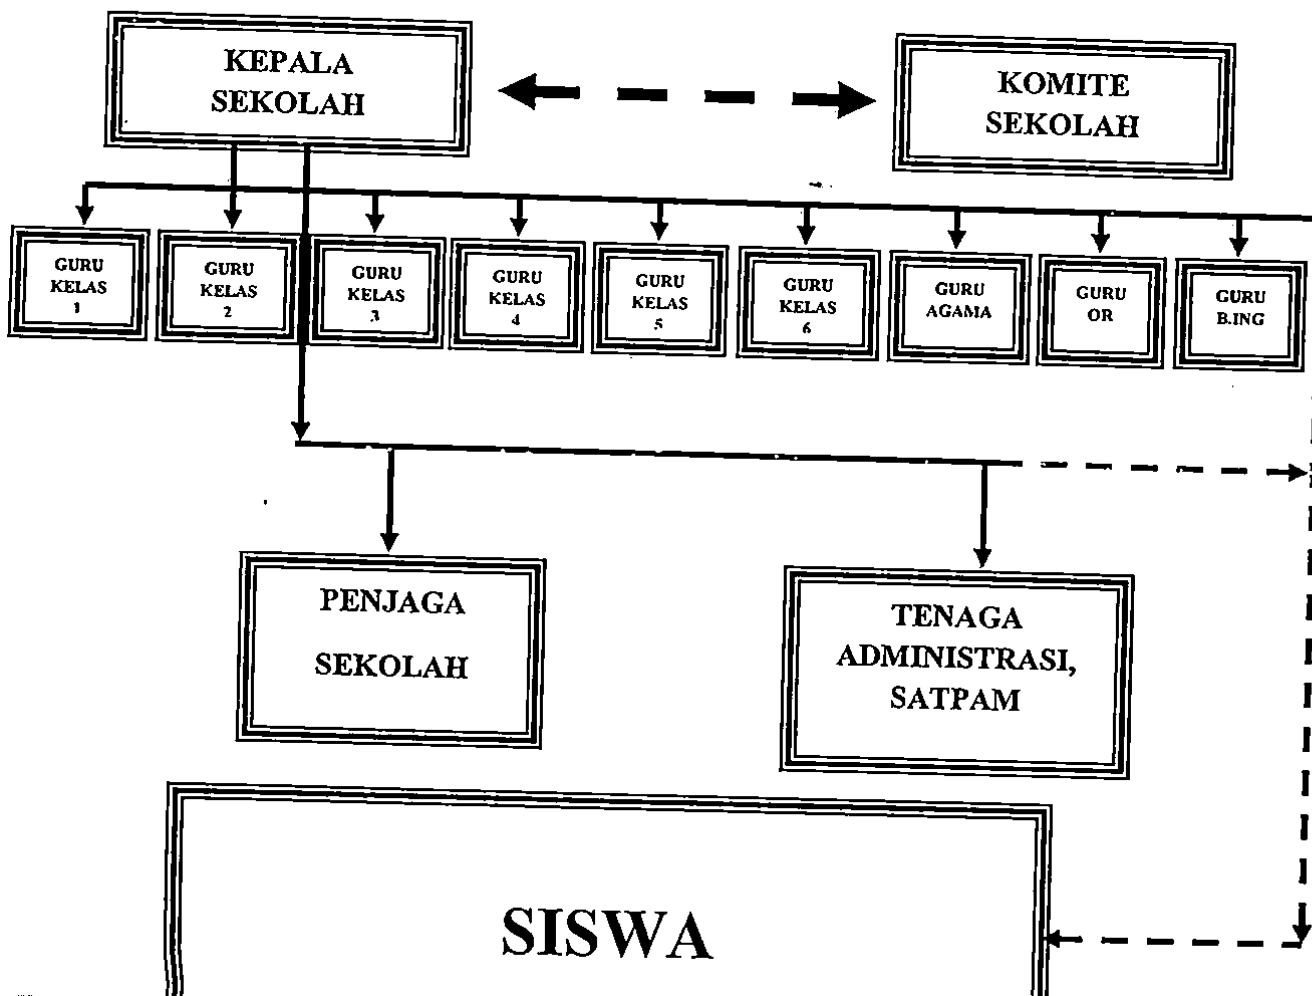 KEPALA
SEKOLAH
KOMITE
SEKOLAH
GURU
KELAS
1
GURU
KELAS
2
GURU
KELAS
3
GURU
KELAS
4
GURU
KELAS
5
GURU
KELAS
6
GURU
AGAMA
GURU
OR
GURU
B.ING
PENJAGA
SEKOLAH
TENAGA
ADMINISTRASI,
SATPAM
SISWA